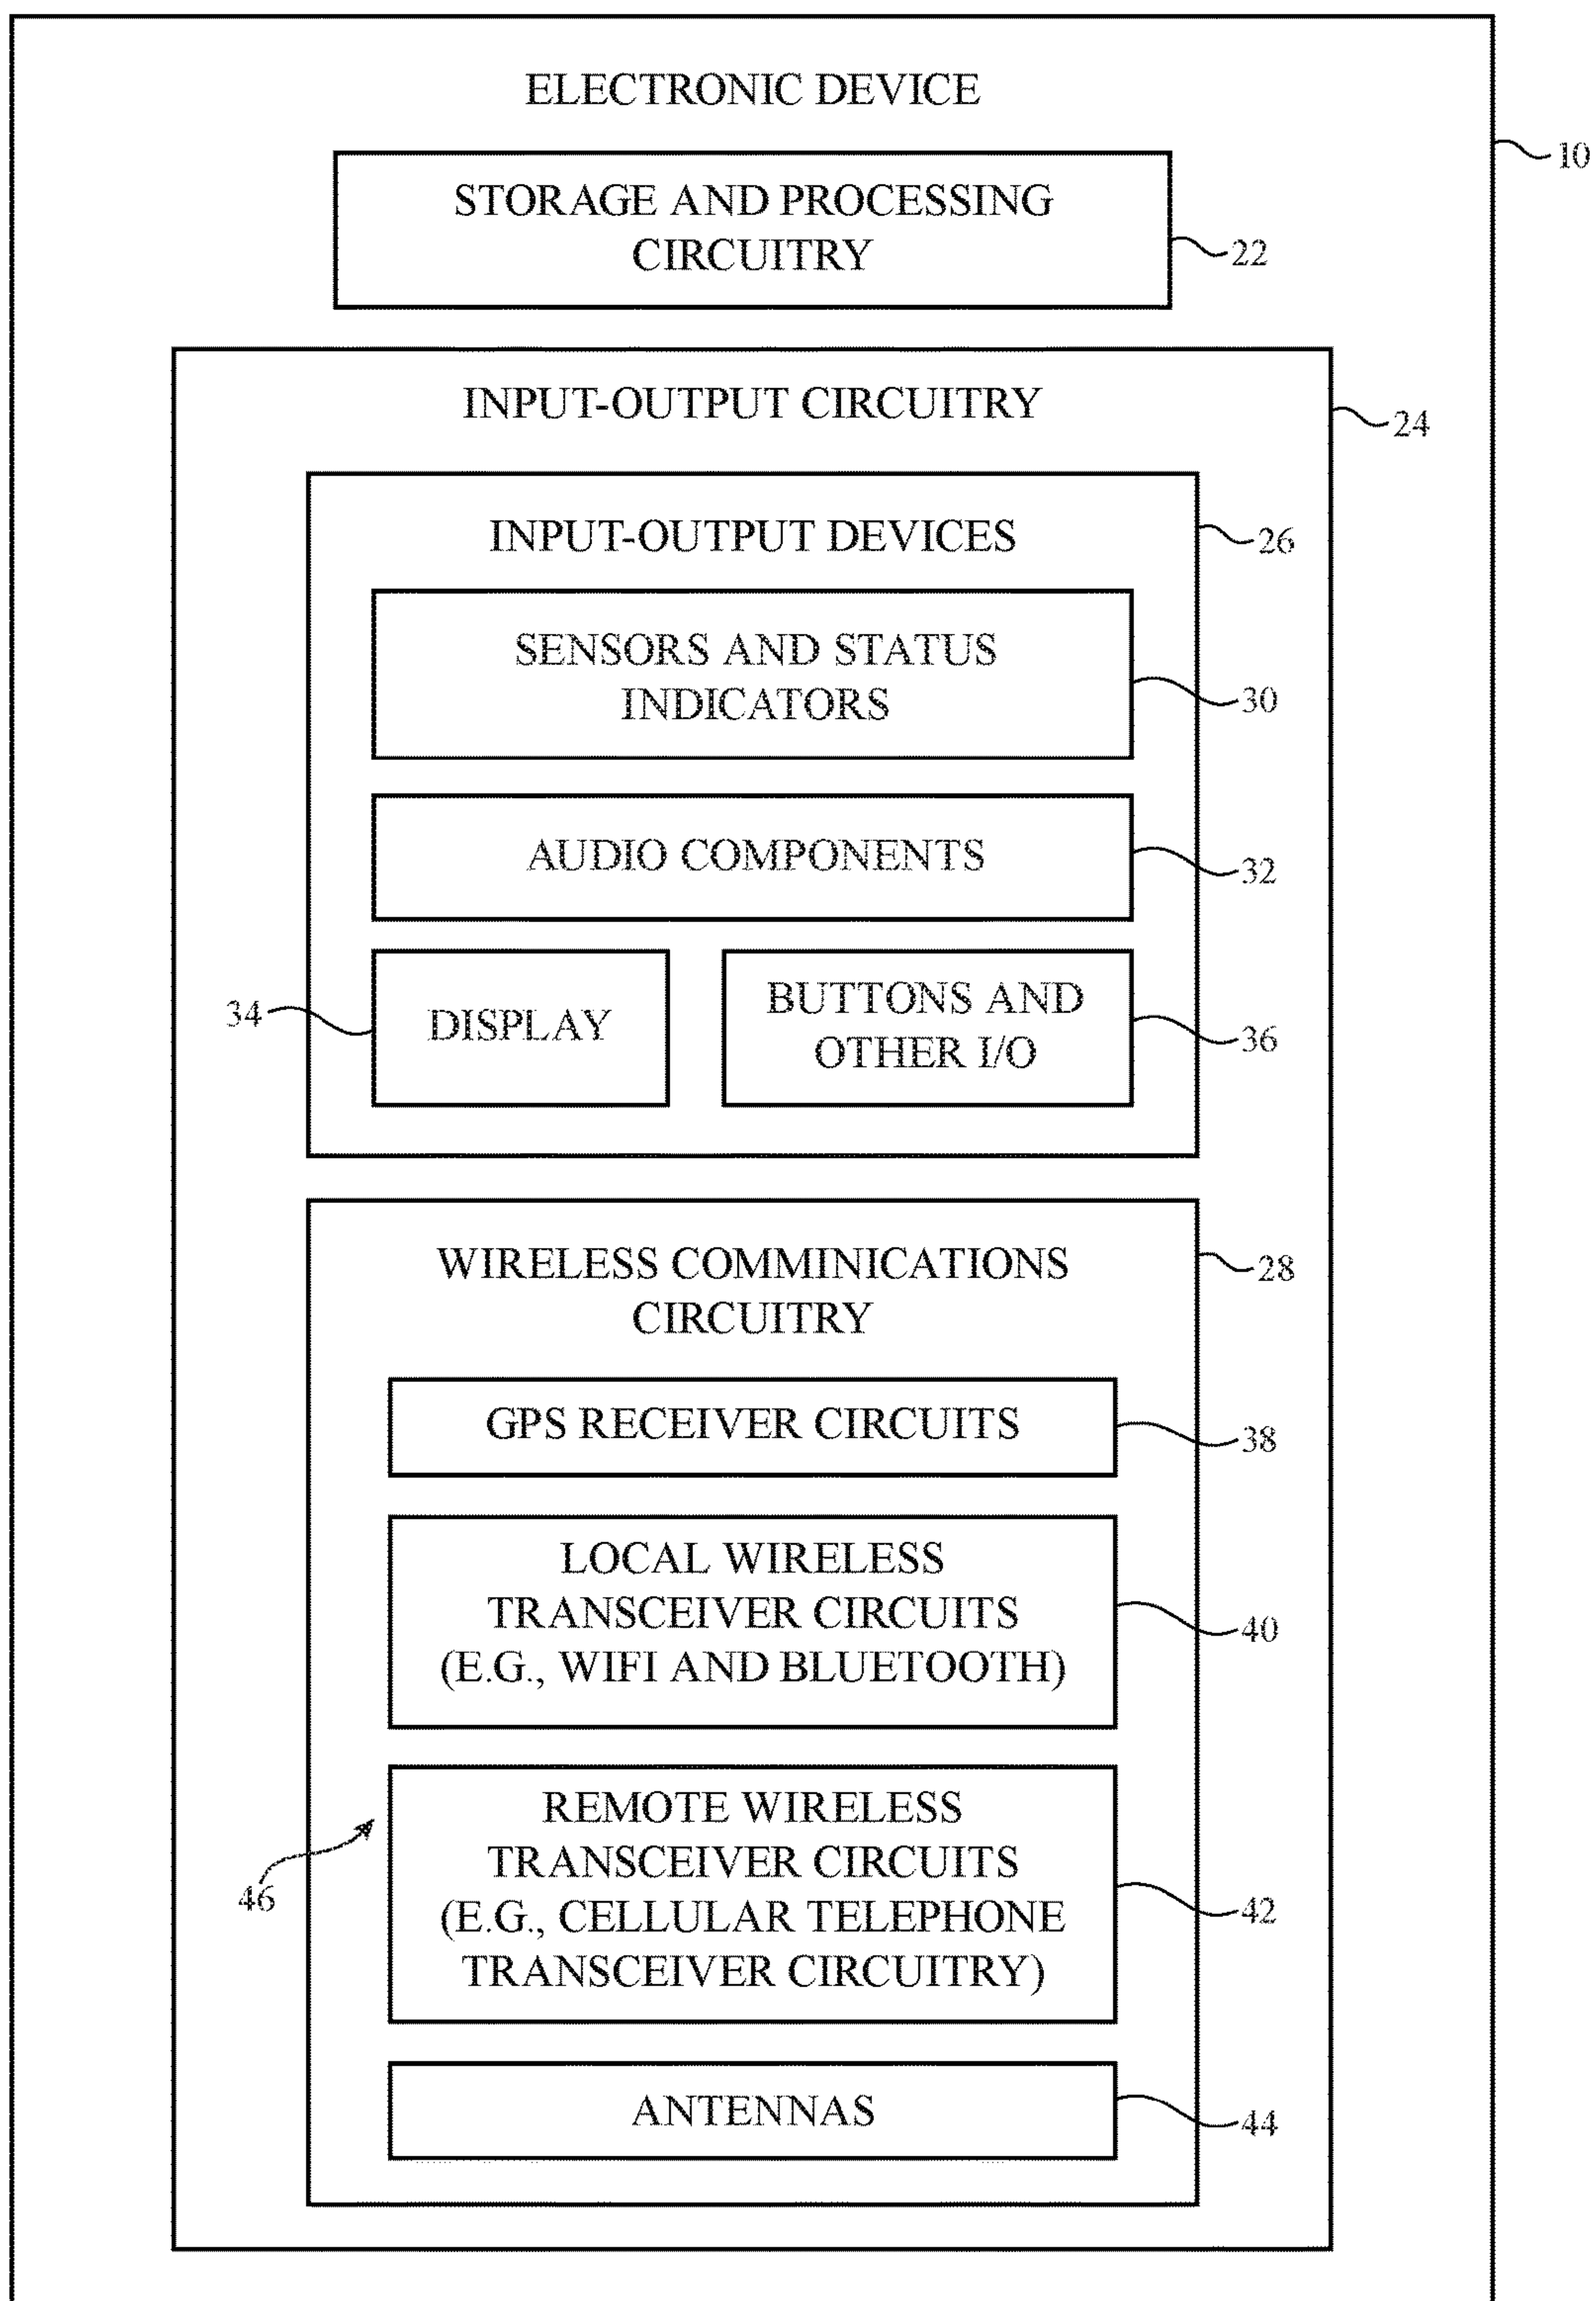 ELECTRONIC DEVICE
10
STORAGE AND PROCESSING
CIRCUITRY
22
INPUT-OUTPUT CIRCUITRY
24
INPUT-OUTPUT DEVICES
26
SENSORS AND STATUS
INDICATORS
30
AUDIO COMPONENTS
32
34
DISPLAY
BUTTONS AND
OTHER I/O
36
WIRELESS COMMINICATIONS
CIRCUITRY
28
GPS RECEIVER CIRCUITS
38
LOCAL WIRELESS
TRANSCEIVER CIRCUITS
(E.G., WIFI AND BLUETOOTH)
40
46
REMOTE WIRELESS
TRANSCEIVER CIRCUITS
(E.G., CELLULAR TELEPHONE
TRANSCEIVER CIRCUITRY)
42
ANTENNAS
44